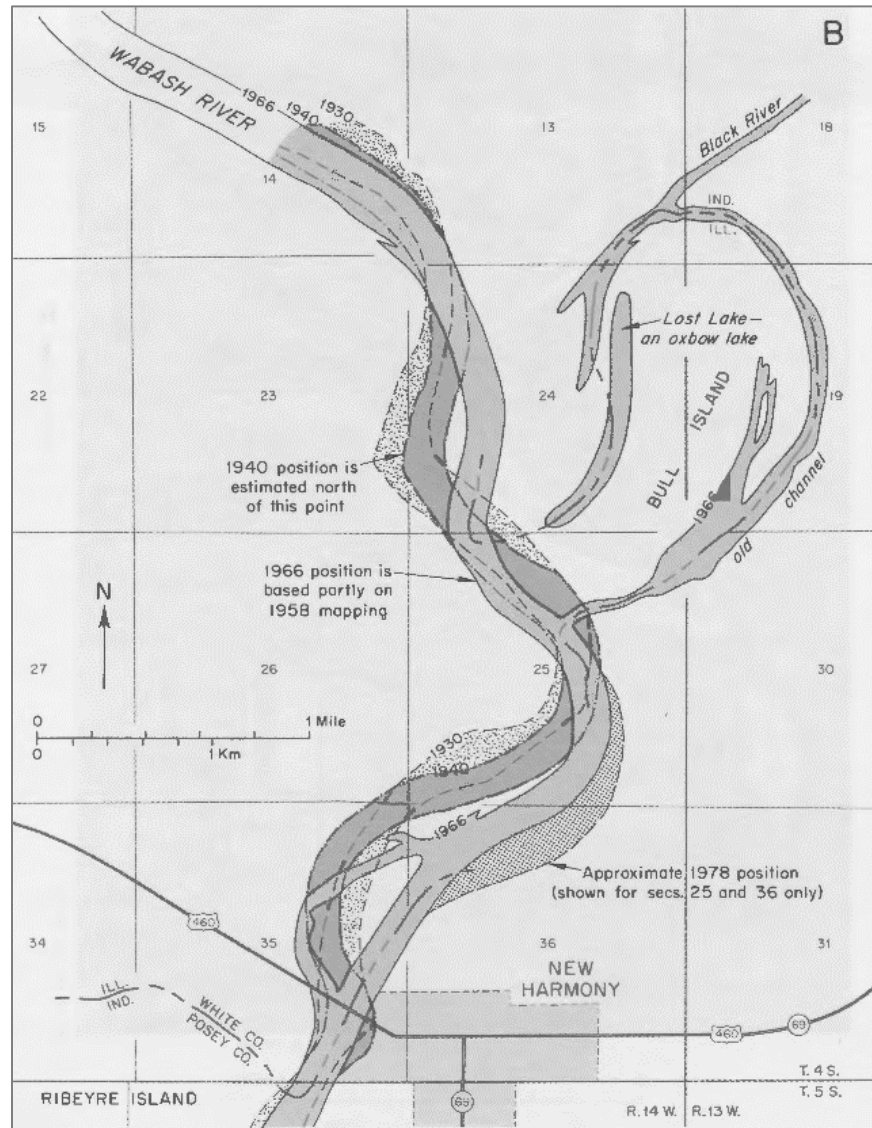 B
WABASH RIVER
1966
1940
1930
15
14
13
18
Black River
IND.
ILL.
Lost Lake—
an oxbow lake
22
23
24
19
BULL ISLAND
1966
old channel
1940 position is
estimated north
of this point
1966 position is
based partly on
1958 mapping
N
27
26
25
30
0
1 Mile
0
1 Km
1930
1940
1966
Approximate 1978 position
(shown for secs. 25 and 36 only)
460
34
35
36
31
NEW
HARMONY
ILL.
IND.
WHITE CO.
POSEY CO.
460
69
T. 4 S.
T. 5 S.
RIBEYRE ISLAND
69
R. 14 W.
R. 13 W.